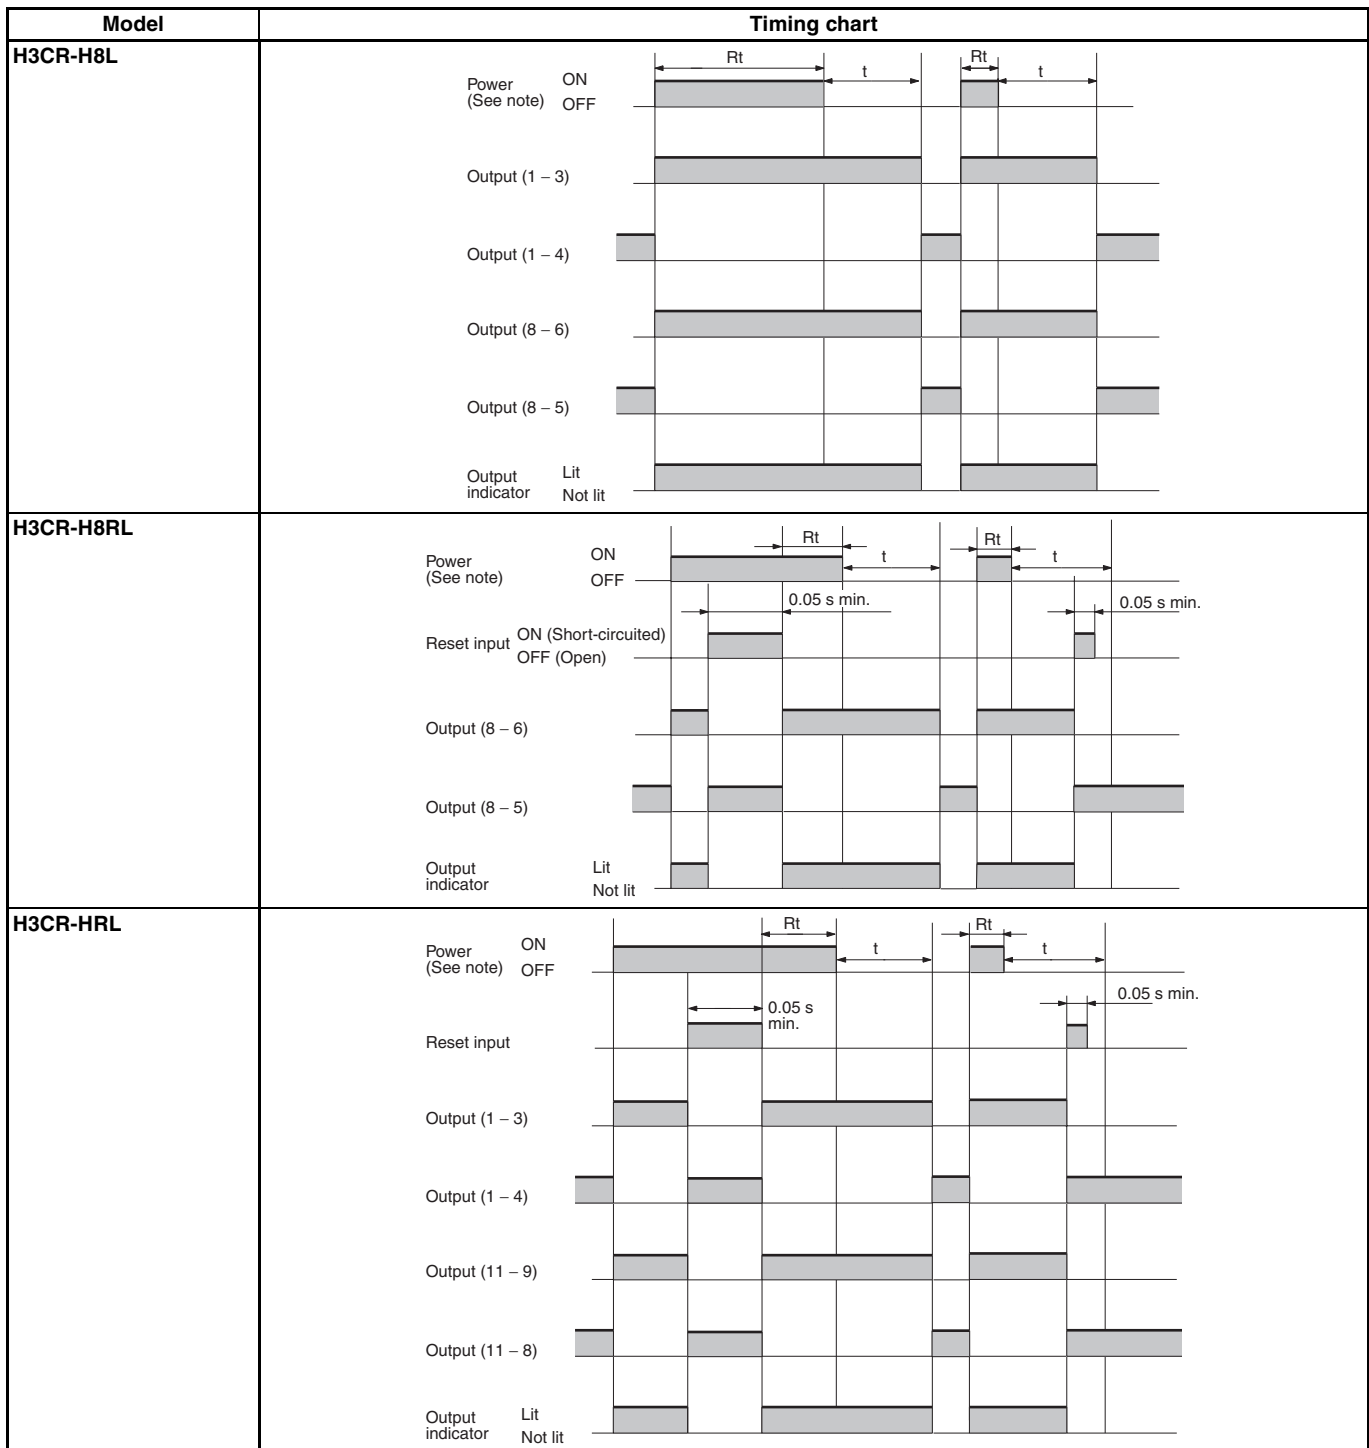 Model Timing chart
H3CR-H8L
Rt t Rt t
Power ON
(See note) OFF
Output (1 – 3)
Output (1 – 4)
Output (8 – 6)
Output (8 – 5)
Output Lit
indicator Not lit
H3CR-H8RL
Rt t Rt t
Power ON
(See note) OFF
0.05 s min. 0.05 s min.
Reset input ON (Short-circuited)
OFF (Open)
Output (8 – 6)
Output (8 – 5)
Output Lit
indicator Not lit
H3CR-HRL
Rt t Rt t
Power ON
(See note) OFF
0.05 s 0.05 s min.
min.
Reset input
Output (1 – 3)
Output (1 – 4)
Output (11 – 9)
Output (11 – 8)
Output Lit
indicator Not lit